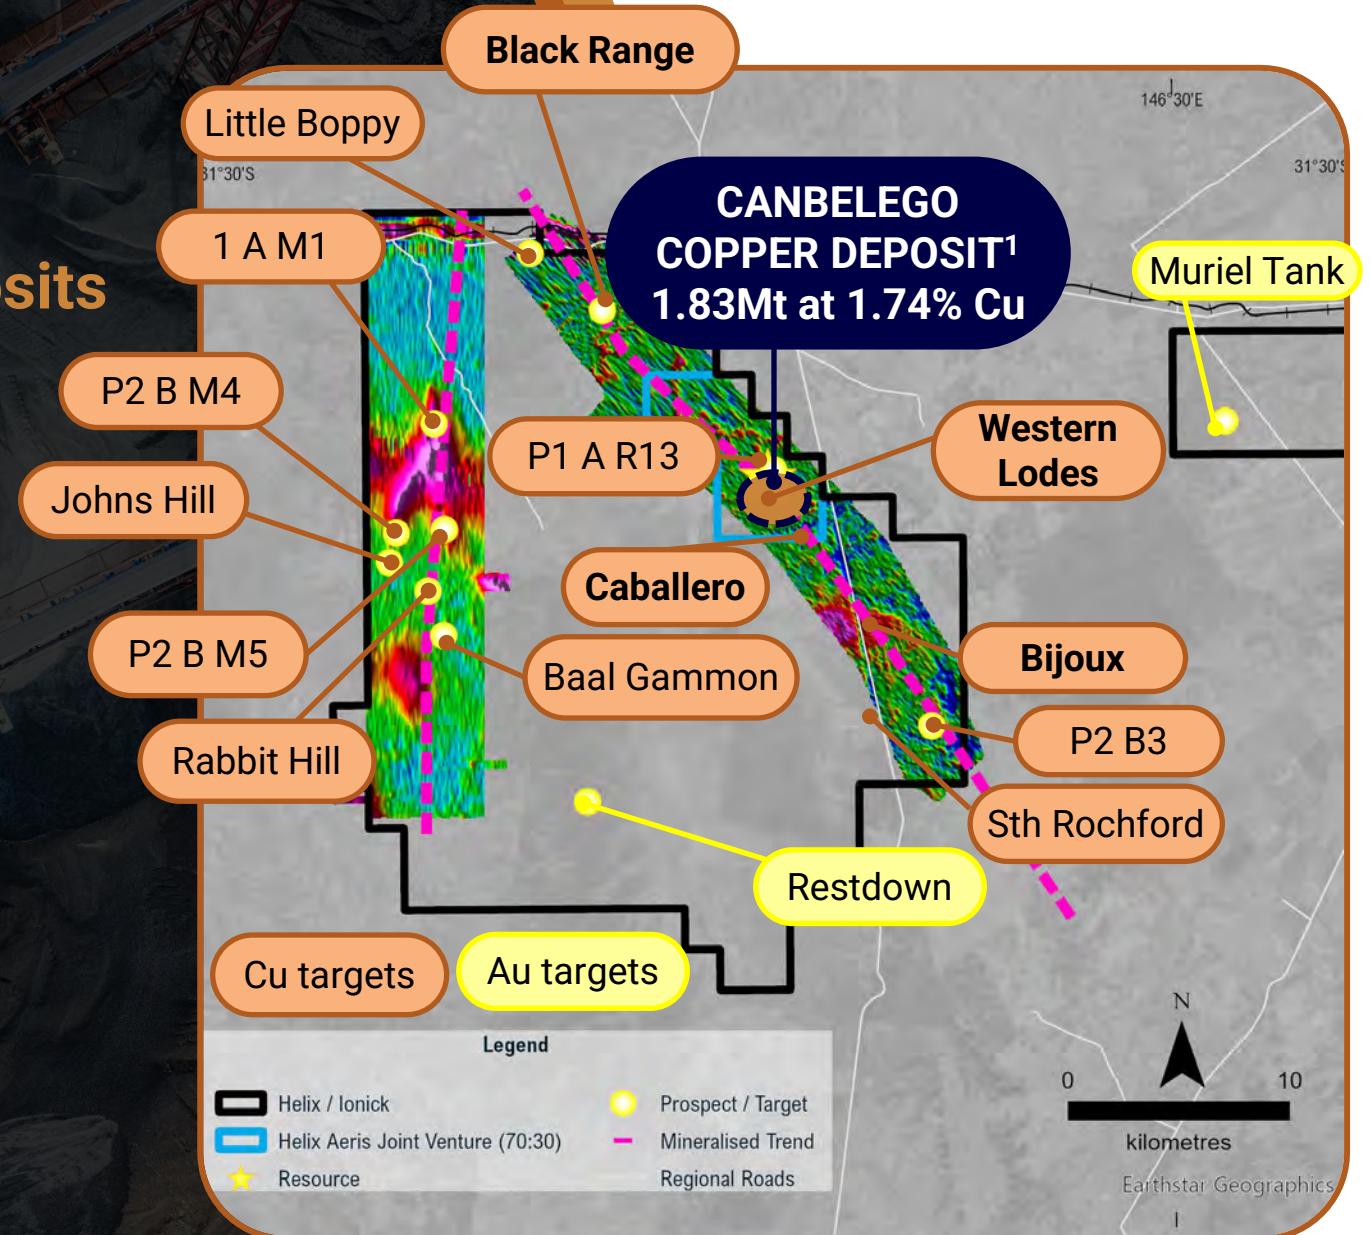 Black Range
Little Boppy
146°30'E
31°30'S
CANBELEGO
COPPER DEPOSIT¹
1.83Mt at 1.74% Cu
1 A M1
Muriel Tank
P2 B M4
Western
Lodes
P1 A R13
Johns Hill
Caballero
P2 B M5
Bijoux
Baal Gammon
P2 B3
Rabbit Hill
Sth Rochford
Restdown
Cu targets
Au targets
N
Legend
0
10
Helix / Ionick
Prospect / Target
Helix Aeris Joint Venture (70:30)
Mineralised Trend
kilometres
Resource
Regional Roads
Earthstar Geographics